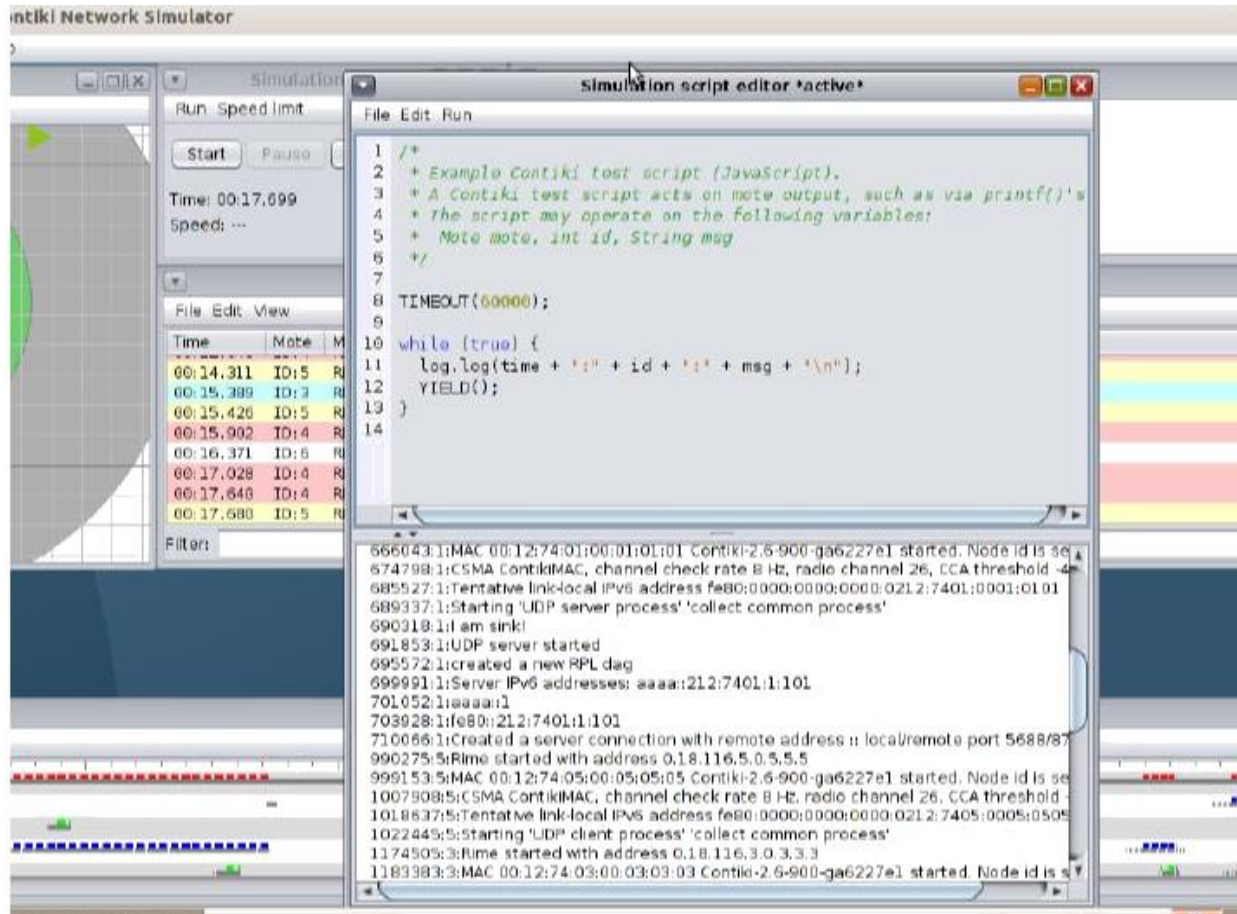 ntiki Network Simulator
Simulation
Run Speed limit
Start Pause
Time: 00:17.699
Speed: ---
File Edit View
Time Mote M
00:14.311 ID:5 R
00:15.389 ID:3 R
00:15.426 ID:5 R
00:15.902 ID:4 R
00:16.371 ID:6 R
00:17.028 ID:4 R
00:17.640 ID:4 R
00:17.680 ID:5 R
Filter:
Simulation script editor *active*
File Edit Run
1 /*
2 * Example Contiki test script (JavaScript).
3 * A Contiki test script acts on mote output, such as via printf()'s
4 * The script may operate on the following variables:
5 * Mote mote, int id, String msg
6 */
7
8 TIMEOUT(60000);
9
10 while (true) {
11 log.log(time + ":" + id + ":" + msg + "\n");
12 YIELD();
13 }
14
666043:1:MAC 00:12:74:01:00:01:01:01 Contiki-2.6-900-ga6227e1 started. Node id is se
674798:1:CSMA ContikiMAC, channel check rate 8 Hz, radio channel 26, CCA threshold -4
685527:1:Tentative link-local IPv6 address fe80:0000:0000:0000:0212:7401:0001:0101
689337:1:Starting 'UDP server process' 'collect common process'
690318:1:I am sink!
691853:1:UDP server started
695572:1:created a new RPL dag
699991:1:Server IPv6 addresses: aaaa::212:7401:1:101
701052:1:aaaa::1
703928:1:fe80::212:7401:1:101
710066:1:Created a server connection with remote address :: local/remote port 5688/87
990275:5:Rime started with address 0.18.116.5.0.5.5.5
999153:5:MAC 00:12:74:05:00:05:05:05 Contiki-2.6-900-ga6227e1 started. Node id is se
1007908:5:CSMA ContikiMAC, channel check rate 8 Hz, radio channel 26, CCA threshold -
1018637:5:Tentative link-local IPv6 address fe80:0000:0000:0000:0212:7405:0005:0505
1022445:5:Starting 'UDP client process' 'collect common process'
1174505:3:Rime started with address 0.18.116.3.0.3.3.3
1183383:3:MAC 00:12:74:03:00:03:03:03 Contiki-2.6-900-ga6227e1 started. Node id is s